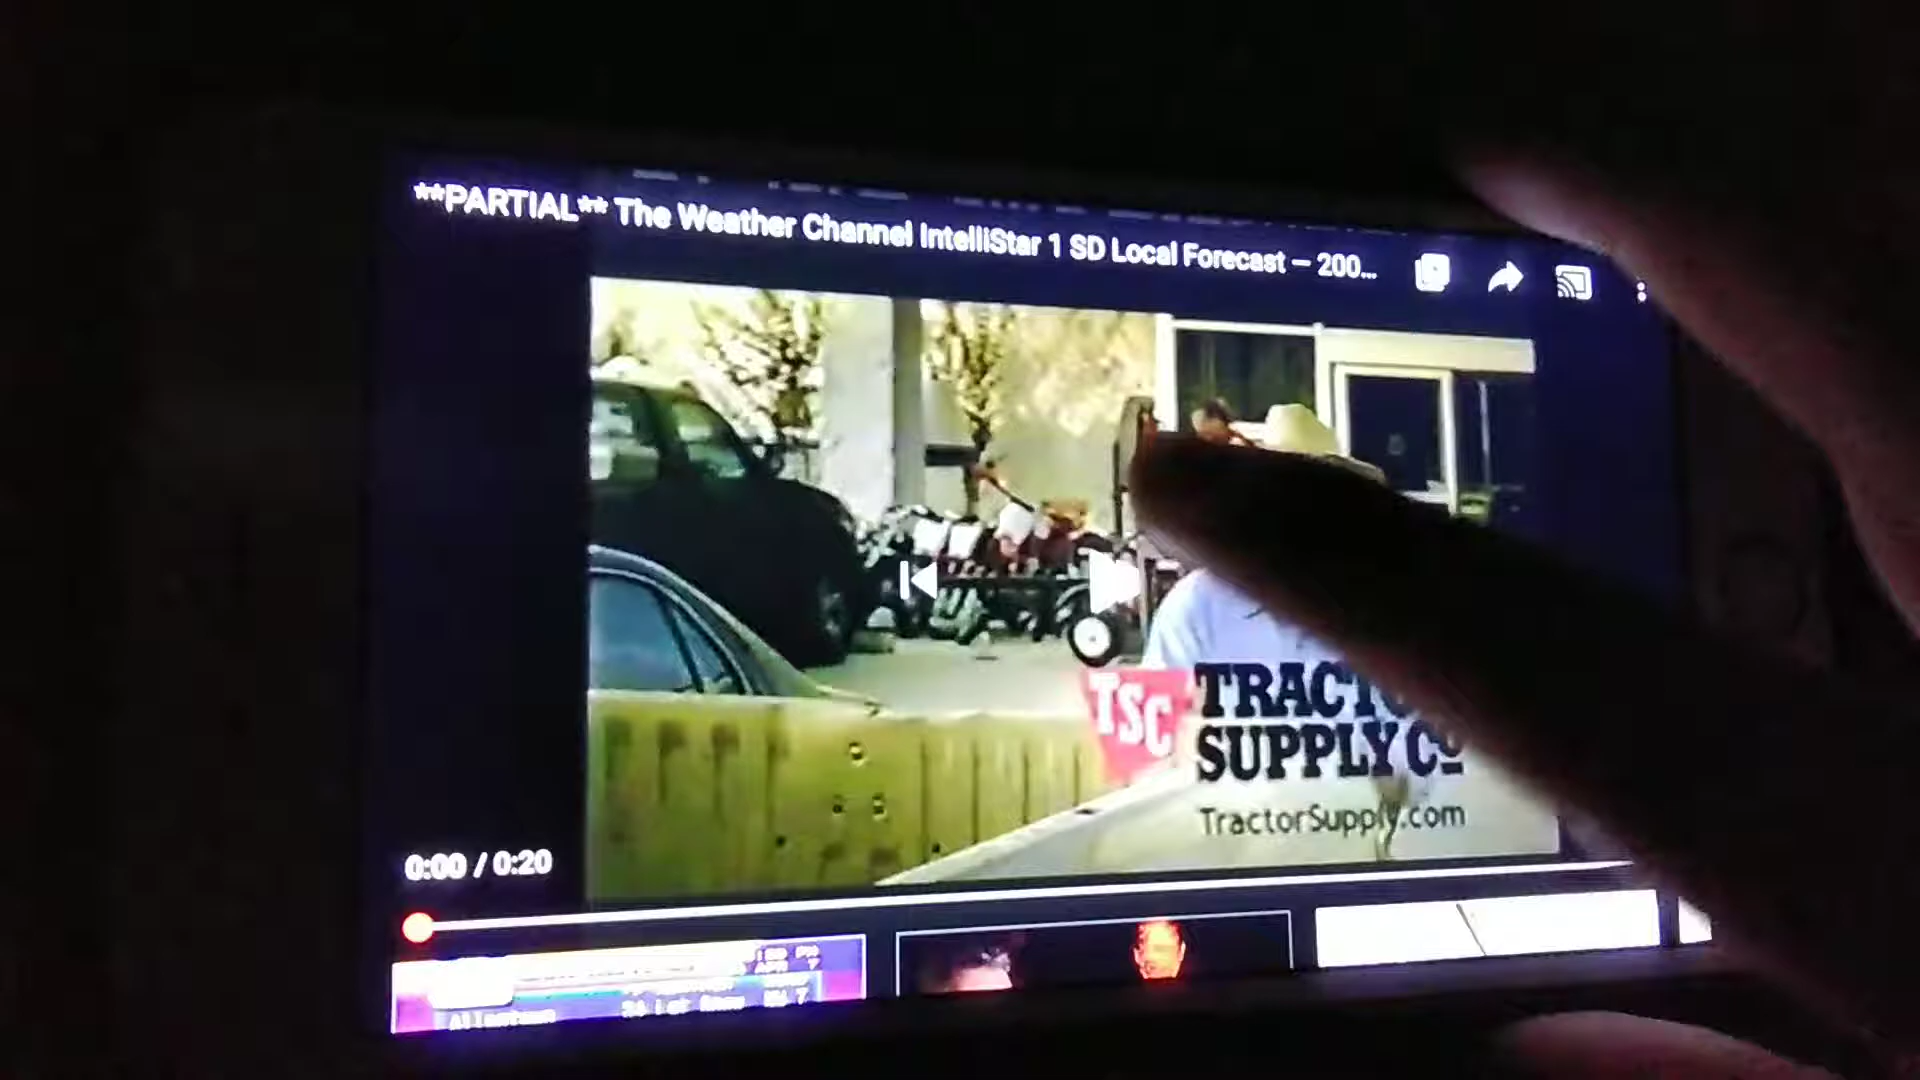 **PARTIAL** The Weather Channel IntelliStar 1 SD Local Forecast – 200...
TSC
TRACTO
SUPPLY Cº
TractorSupply.com
0:00 / 0:20
Allentown